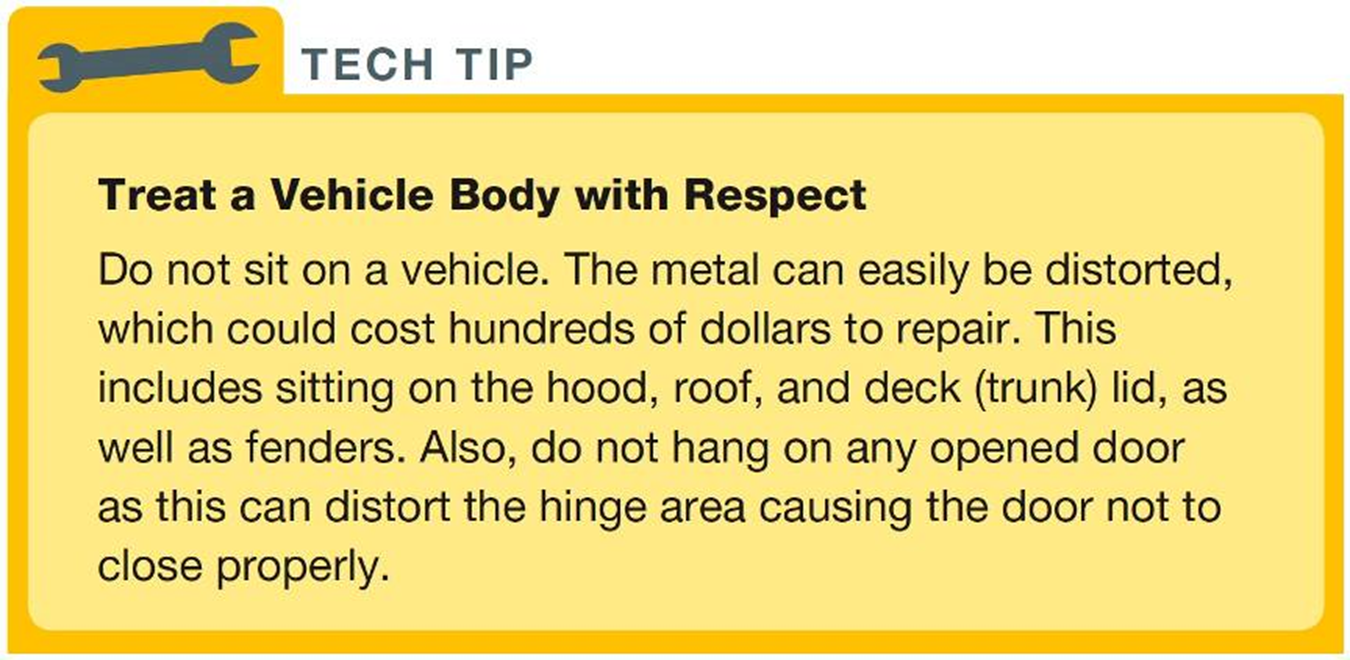 TECH TIP
Treat a Vehicle Body with Respect
Do not sit on a vehicle. The metal can easily be distorted,
which could cost hundreds of dollars to repair. This
includes sitting on the hood, roof, and deck (trunk) lid, as
well as fenders. Also, do not hang on any opened door
as this can distort the hinge area causing the door not to
close properly.